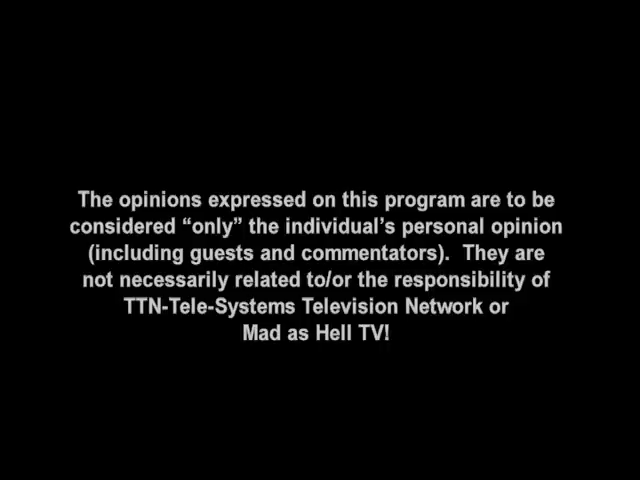 The opinions expressed on this program are to be
considered “only” the individual’s personal opinion
(including guests and commentators).  They are
not necessarily related to/or the responsibility of
TTN-Tele-Systems Television Network or
Mad as Hell TV!